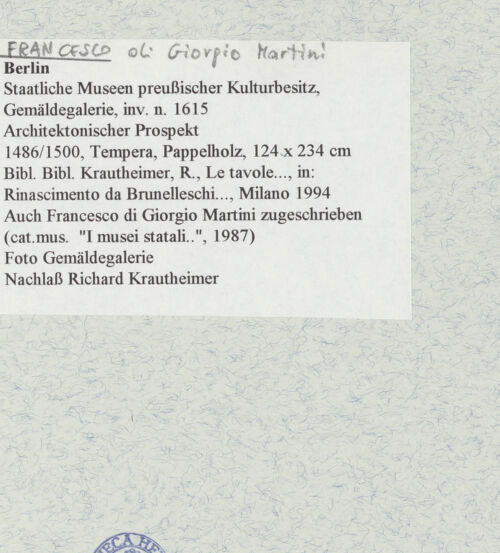 FRANCESCO di Giorgio Martini
Berlin
Staatliche Museen preußischer Kulturbesitz,
Gemäldegalerie, inv. n. 1615
Architektonischer Prospekt
1486/1500, Tempera, Pappelholz, 124 x 234 cm
Bibl. Bibl. Krautheimer, R., Le tavole..., in:
Rinascimento da Brunelleschi..., Milano 1994
Auch Francesco di Giorgio Martini zugeschrieben
(cat.mus. "I musei statali..", 1987)
Foto Gemäldegalerie
Nachlaß Richard Krautheimer